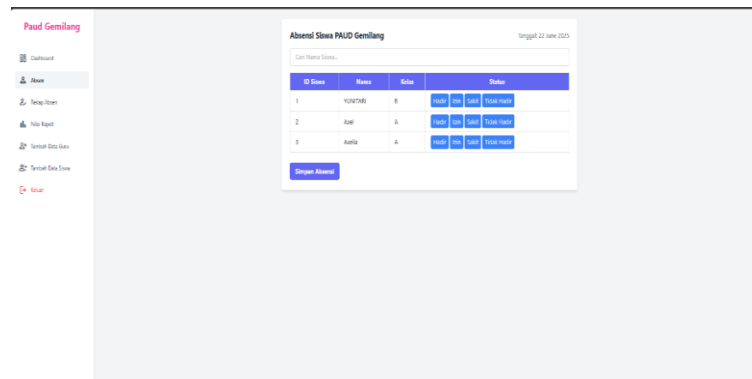 Paud Gemilang
Dashboard
Absen
Rekap Absen
Nilai Raport
Tambah Data Guru
Tambah Data Siswa
Keluar
Absensi Siswa PAUD Gemilang
Tanggal: 22 June 2025
Cari Nama Siswa...
ID Siswa Nama Kelas Status
1 YUNITARI B Hadir Izin Sakit Tidak Hadir
2 Azel A Hadir Izin Sakit Tidak Hadir
3 Axelia A Hadir Izin Sakit Tidak Hadir
Simpan Absensi